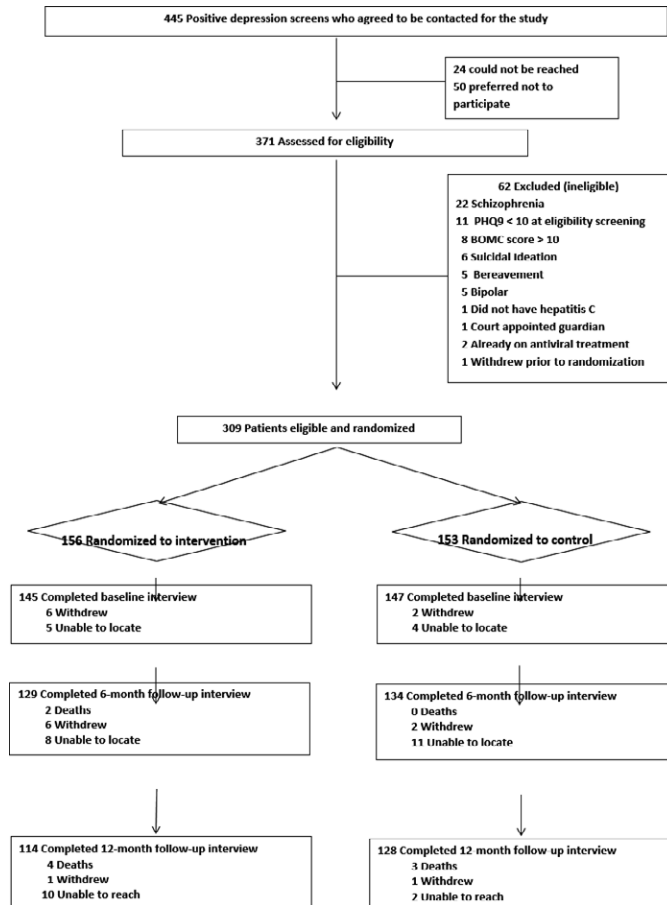 445 Positive depression screens who agreed to be contacted for the study
24 could not be reached
50 preferred not to
participate
371 Assessed for eligibility
62 Excluded (ineligible)
22 Schizophrenia
11 PHQ9 < 10 at eligibility screening
8 BOMC score > 10
6 Suicidal Ideation
5 Bereavement
5 Bipolar
1 Did not have hepatitis C
1 Court appointed guardian
2 Already on antiviral treatment
1 Withdrew prior to randomization
309 Patients eligible and randomized
156 Randomized to intervention
153 Randomized to control
145 Completed baseline interview
6 Withdrew
5 Unable to locate
147 Completed baseline interview
2 Withdrew
4 Unable to locate
129 Completed 6-month follow-up interview
2 Deaths
6 Withdrew
8 Unable to locate
134 Completed 6-month follow-up interview
0 Deaths
2 Withdrew
11 Unable to locate
114 Completed 12-month follow-up interview
4 Deaths
1 Withdrew
10 Unable to reach
128 Completed 12-month follow-up interview
3 Deaths
1 Withdrew
2 Unable to reach